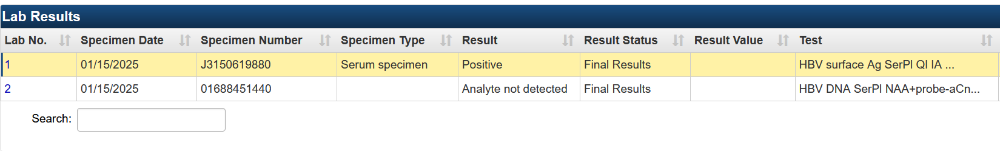 Lab Results
Lab No. Specimen Date Specimen Number Specimen Type Result Result Status Result Value Test
1 01/15/2025 J3150619880 Serum specimen Positive Final Results HBV surface Ag SerPl Ql IA ...
2 01/15/2025 01688451440 Analyte not detected Final Results HBV DNA SerPl NAA+probe-aCn...
Search: